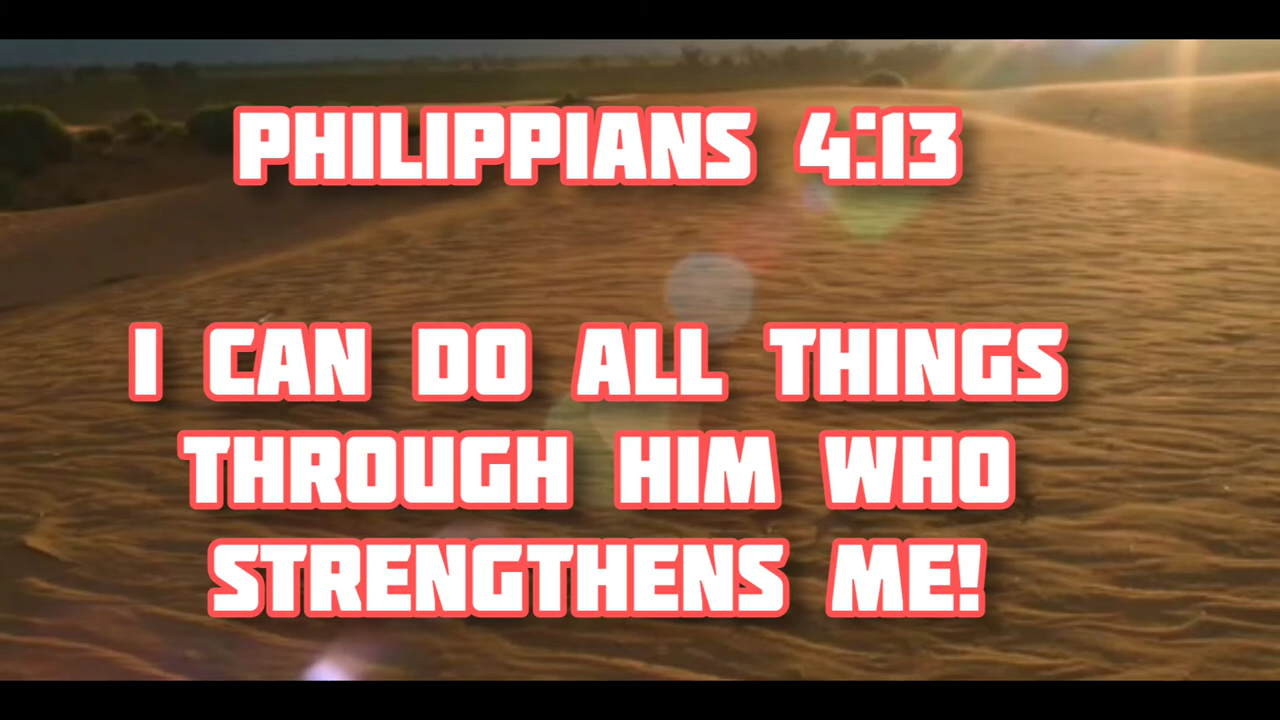 PHILIPPIANS 4:13
I CAN DO ALL THINGS
THROUGH HIM WHO
STRENGTHENS ME!